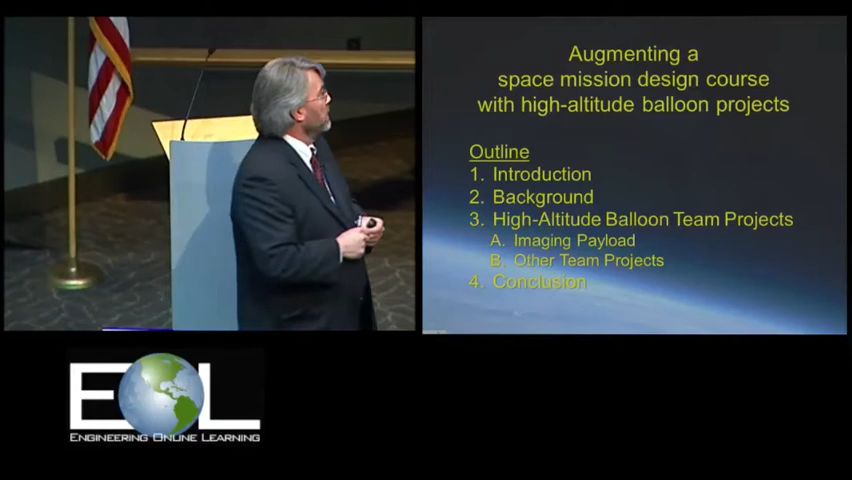 Augmenting a
space mission design course
with high-altitude balloon projects
Outline
1. Introduction
2. Background
3. High-Altitude Balloon Team Projects
A. Imaging Payload
B. Other Team Projects
4. Conclusion
EOL
ENGINEERING ONLINE LEARNING